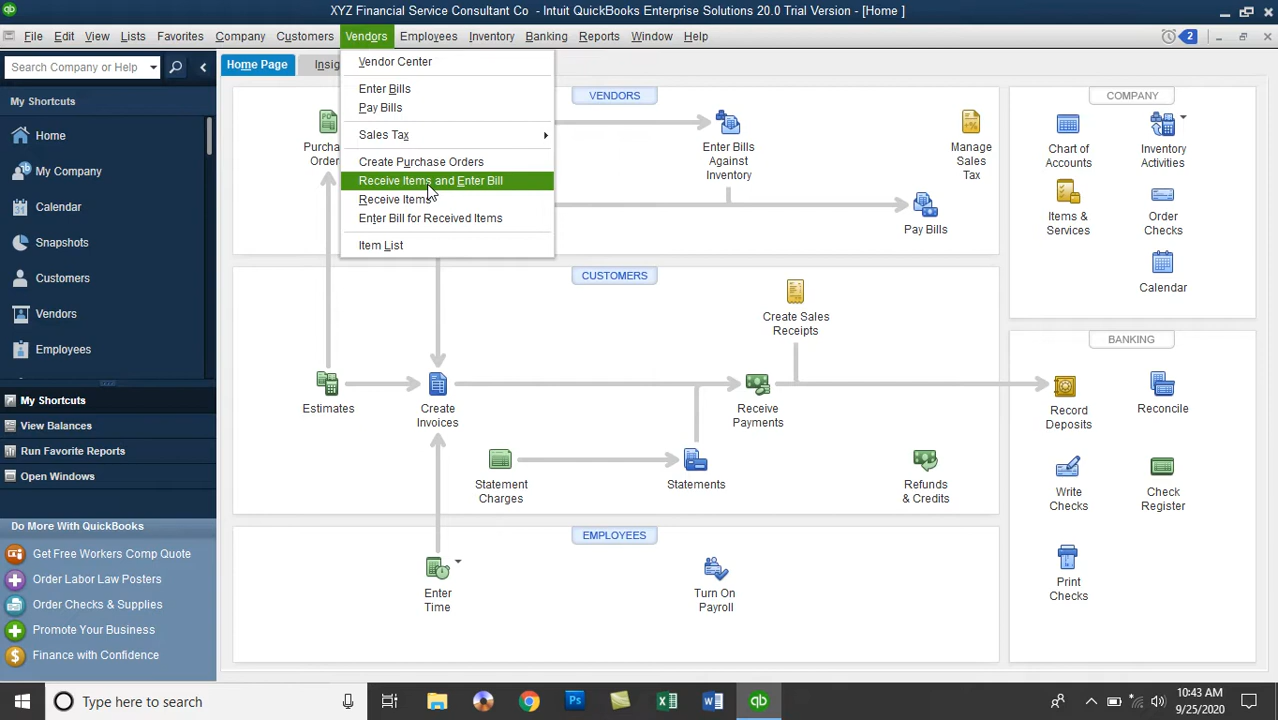 XYZ Financial Service Consultant Co - Intuit QuickBooks Enterprise Solutions 20.0 Trial Version - [Home ]
File Edit View Lists Favorites Company Customers Vendors Employees Inventory Banking Reports Window Help 2
Search Company or Help
My Shortcuts
Home
My Company
Calendar
Snapshots
Customers
Vendors
Employees
My Shortcuts
View Balances
Run Favorite Reports
Open Windows
Do More With QuickBooks
Get Free Workers Comp Quote
Order Labor Law Posters
Order Checks & Supplies
Promote Your Business
Finance with Confidence
Home Page
Insig
Vendor Center
Enter Bills
Pay Bills
Sales Tax
Create Purchase Orders
Receive Items and Enter Bill
Receive Items
Enter Bill for Received Items
Item List
VENDORS
Purcha
Order
Enter Bills
Against
Inventory
Manage
Sales
Tax
Pay Bills
CUSTOMERS
Create Sales
Receipts
Estimates
Create
Invoices
Receive
Payments
Statement
Charges
Statements
Refunds
& Credits
EMPLOYEES
Enter
Time
Turn On
Payroll
COMPANY
Chart of
Accounts
Inventory
Activities
Items &
Services
Order
Checks
Calendar
BANKING
Record
Deposits
Reconcile
Write
Checks
Check
Register
Print
Checks
Type here to search
10:43 AM
9/25/2020